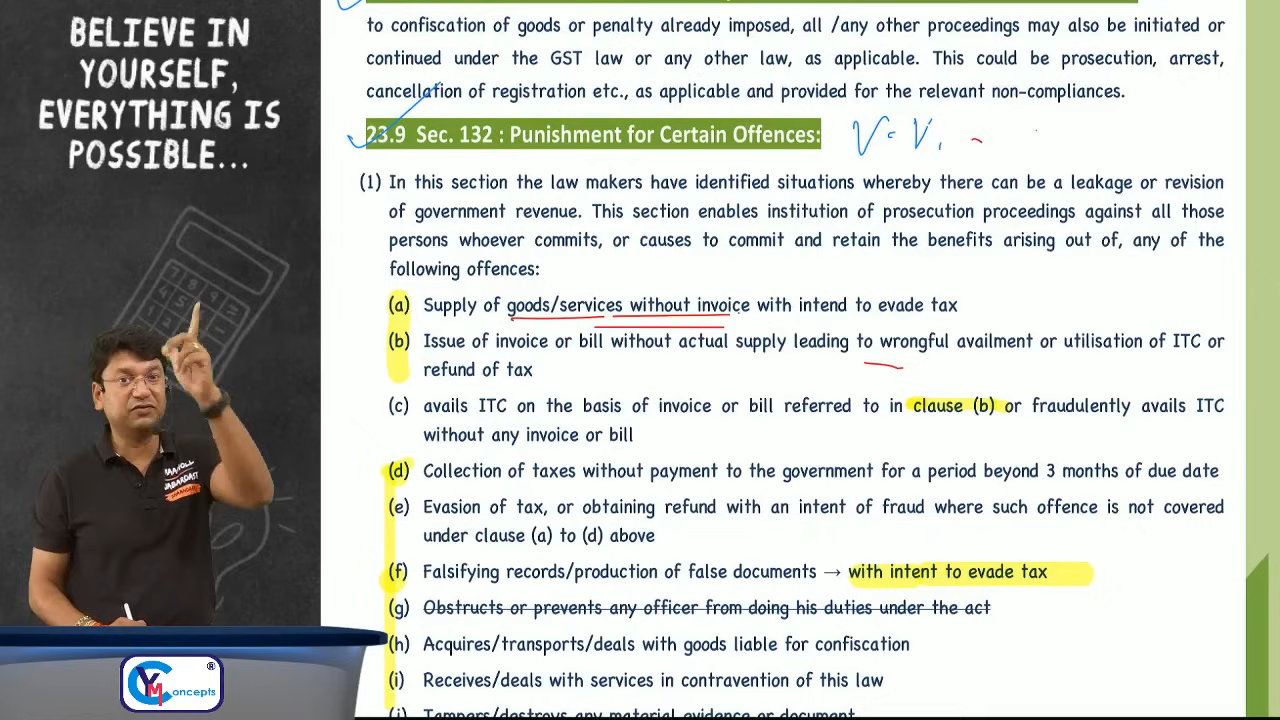 BELIEVE IN
YOURSELF,
EVERYTHING IS
POSSIBLE...
to confiscation of goods or penalty already imposed, all /any other proceedings may also be initiated or
continued under the GST law or any other law, as applicable. This could be prosecution, arrest,
cancellation of registration etc., as applicable and provided for the relevant non-compliances.
23.9 Sec. 132 : Punishment for Certain Offences:
(1) In this section the law makers have identified situations whereby there can be a leakage or revision
of government revenue. This section enables institution of prosecution proceedings against all those
persons whoever commits, or causes to commit and retain the benefits arising out of, any of the
following offences:
(a) Supply of goods/services without invoice with intend to evade tax
(b) Issue of invoice or bill without actual supply leading to wrongful availment or utilisation of ITC or
refund of tax
(c) avails ITC on the basis of invoice or bill referred to in clause (b) or fraudulently avails ITC
without any invoice or bill
(d) Collection of taxes without payment to the government for a period beyond 3 months of due date
(e) Evasion of tax, or obtaining refund with an intent of fraud where such offence is not covered
under clause (a) to (d) above
(f) Falsifying records/production of false documents → with intent to evade tax
(g) Obstructs or prevents any officer from doing his duties under the act
(h) Acquires/transports/deals with goods liable for confiscation
(i) Receives/deals with services in contravention of this law
(j) Tampers/destroys any material evidence or document
CYM
oncepts ®